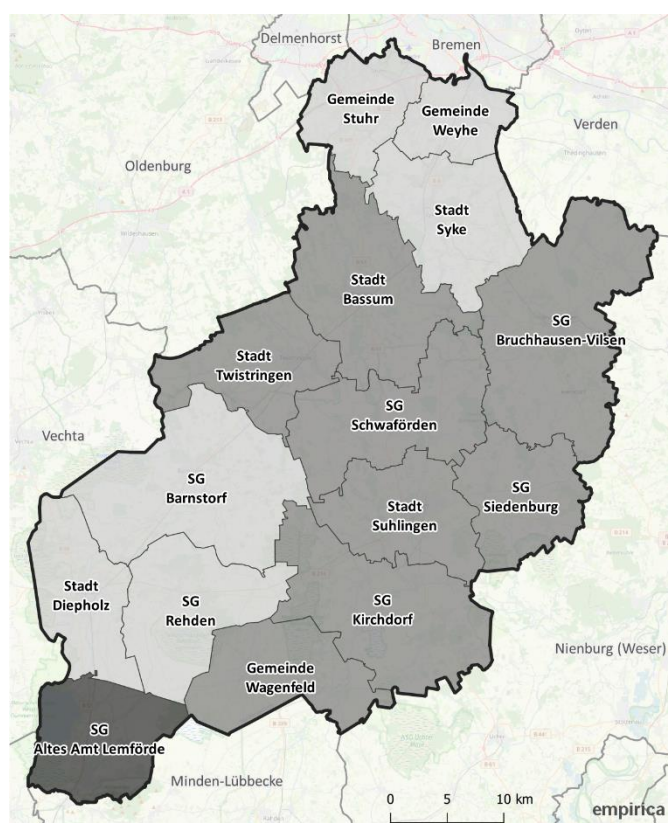 Delmenhorst
Bremen
Gemeinde
Stuhr
Gemeinde
Weyhe
Verden
Oldenburg
Stadt
Syke
Stadt
Bassum
SG
Bruchhausen-Vilsen
Stadt
Twistringen
SG
Schwaförden
Vechta
SG
Barnstorf
Stadt
Suhlingen
SG
Siedenburg
Stadt
Diepholz
SG
Rehden
SG
Kirchdorf
Nienburg (Weser)
Gemeinde
Wagenfeld
SG
Altes Amt Lemförde
Minden-Lübbecke
0 5 10 km
empirica